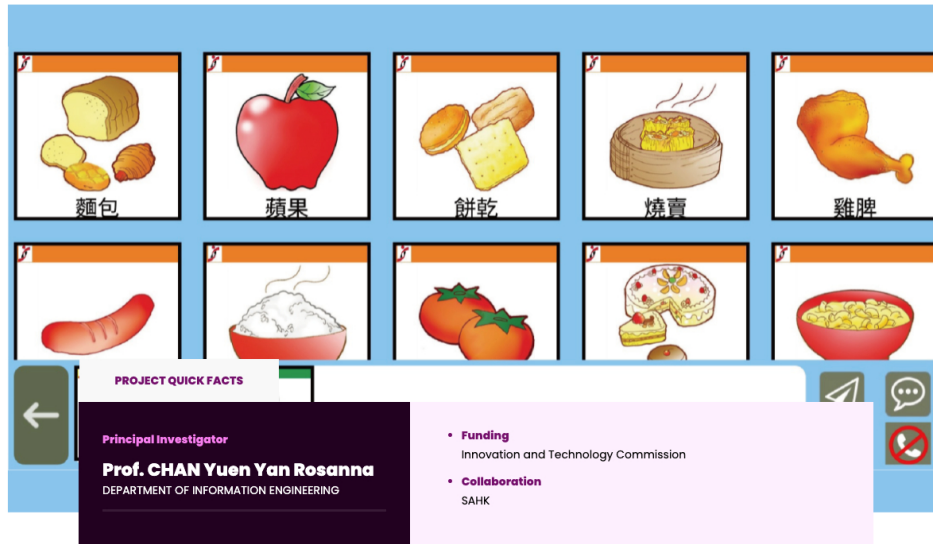 麵包
蘋果
餅乾
燒賣
雞脾
PROJECT QUICK FACTS
Principal Investigator
Prof. CHAN Yuen Yan Rosanna
DEPARTMENT OF INFORMATION ENGINEERING
Funding
Innovation and Technology Commission
Collaboration
SAHK